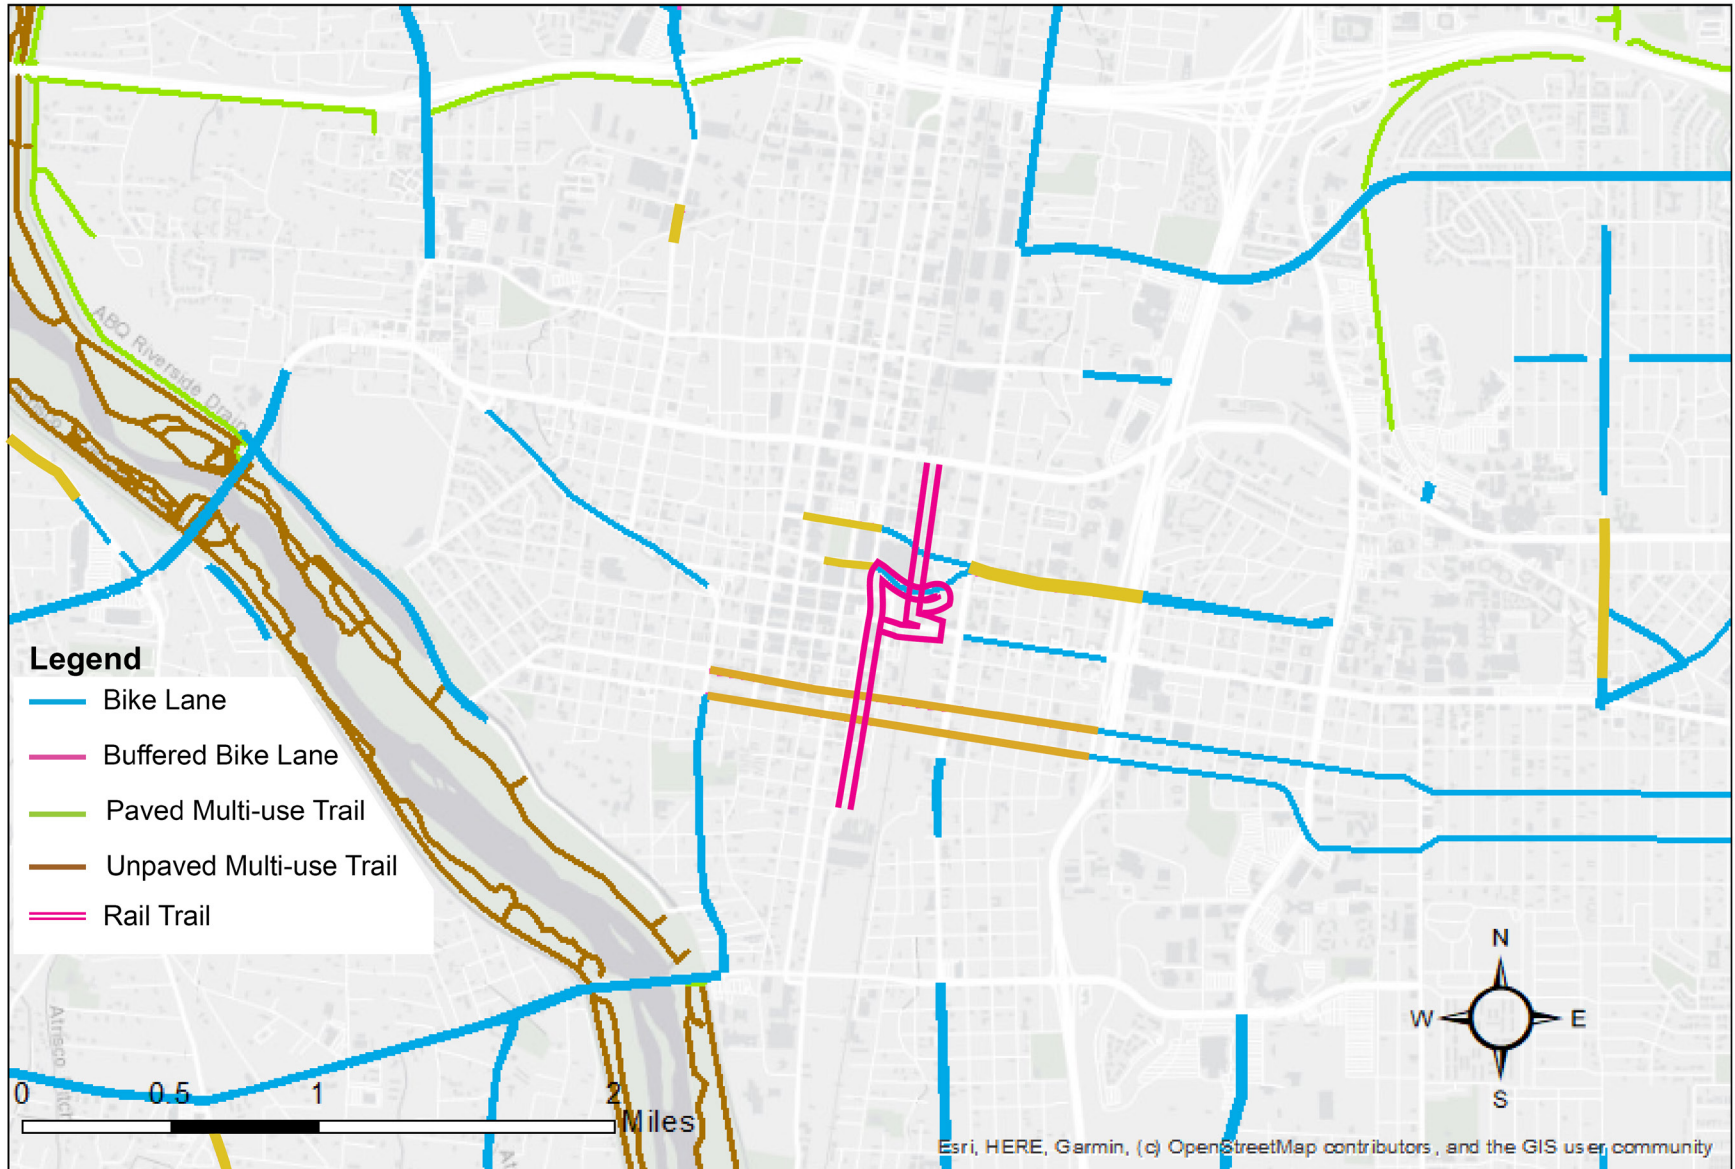 ABQ Riverside Drain
Legend
Bike Lane
Buffered Bike Lane
Paved Multi-use Trail
Unpaved Multi-use Trail
Rail Trail
N
W
E
S
Atrisco
0
0.5
1
2
Miles
Esri, HERE, Garmin, (c) OpenStreetMap contributors, and the GIS user community